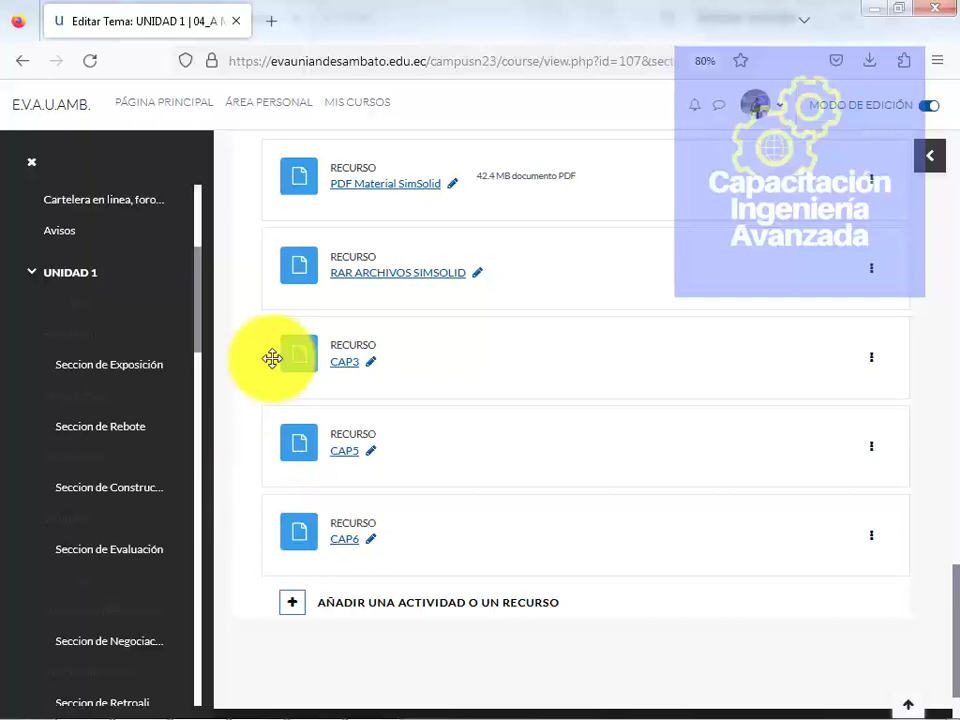 Editar Tema: UNIDAD 1 | 04_A M
https://evauniandesambato.edu.ec/campusn23/course/view.php?id=107&sec
80%
E.V.A.U.AMB.
PÁGINA PRINCIPAL
ÁREA PERSONAL
MIS CURSOS
MODO DE EDICIÓN
Capacitación
Ingeniería
Avanzada
Cartelera en linea, foro...
Avisos
UNIDAD 1
Seccion de Exposición
Seccion de Rebote
Seccion de Construc...
Seccion de Evaluación
Seccion de Negociac...
Seccion de Retroali
RECURSO
PDF Material SimSolid
42.4 MB documento PDF
RECURSO
RAR ARCHIVOS SIMSOLID
RECURSO
CAP3
RECURSO
CAP5
RECURSO
CAP6
AÑADIR UNA ACTIVIDAD O UN RECURSO